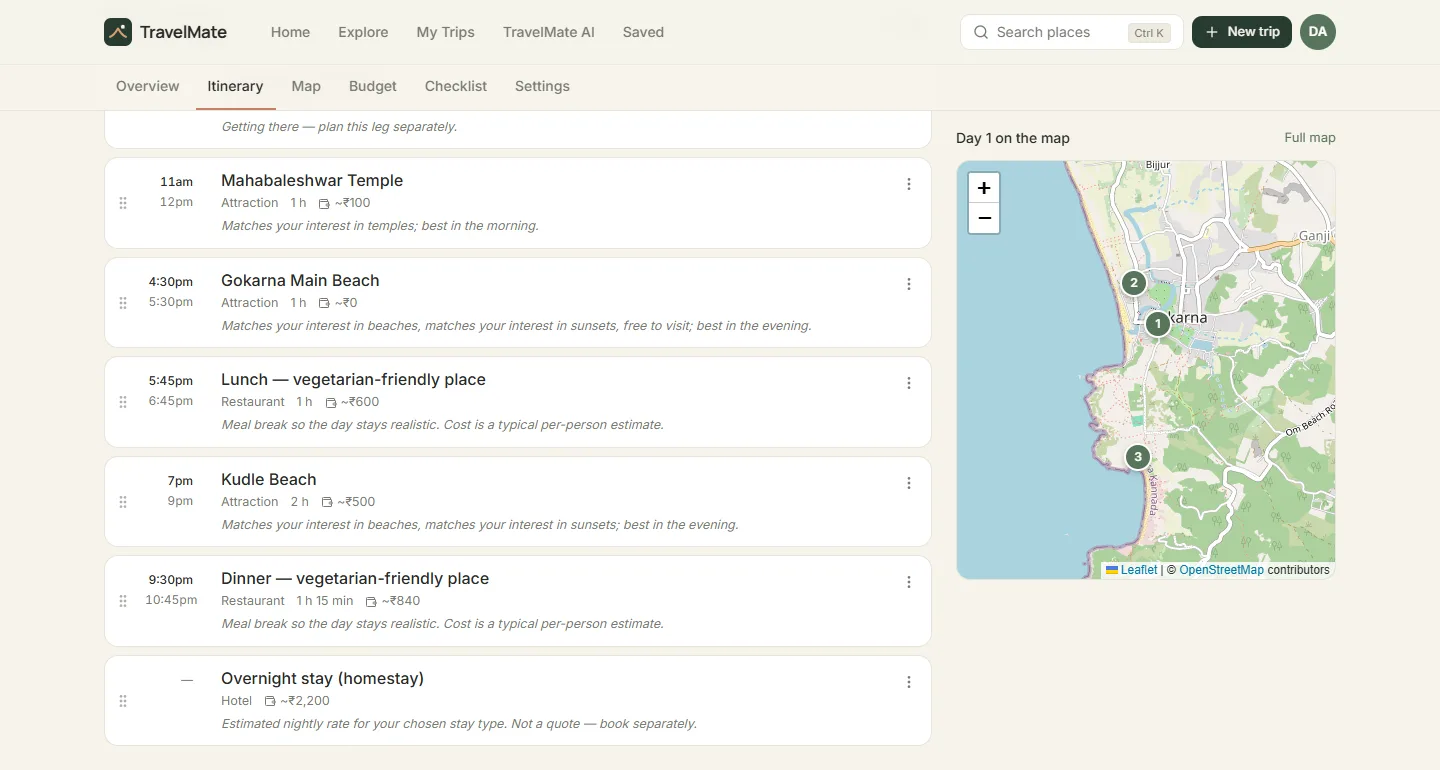 TravelMate
Home
Explore
My Trips
TravelMate AI
Saved
Search places
Ctrl K
New trip
DA
Overview
Itinerary
Map
Budget
Checklist
Settings
Getting there — plan this leg separately.
11am
12pm
Mahabaleshwar Temple
Attraction 1 h ~₹100
Matches your interest in temples; best in the morning.
4:30pm
5:30pm
Gokarna Main Beach
Attraction 1 h ~₹0
Matches your interest in beaches, matches your interest in sunsets, free to visit; best in the evening.
5:45pm
6:45pm
Lunch — vegetarian-friendly place
Restaurant 1 h ~₹600
Meal break so the day stays realistic. Cost is a typical per-person estimate.
7pm
9pm
Kudle Beach
Attraction 2 h ~₹500
Matches your interest in beaches, matches your interest in sunsets; best in the evening.
9:30pm
10:45pm
Dinner — vegetarian-friendly place
Restaurant 1 h 15 min ~₹840
Meal break so the day stays realistic. Cost is a typical per-person estimate.
—
Overnight stay (homestay)
Hotel ~₹2,200
Estimated nightly rate for your chosen stay type. Not a quote — book separately.
Day 1 on the map
Full map
+
−
Bijjur
Ganji
2
1
karna
3
Om Beach Ro
a Kannada
Leaflet | © OpenStreetMap contributors